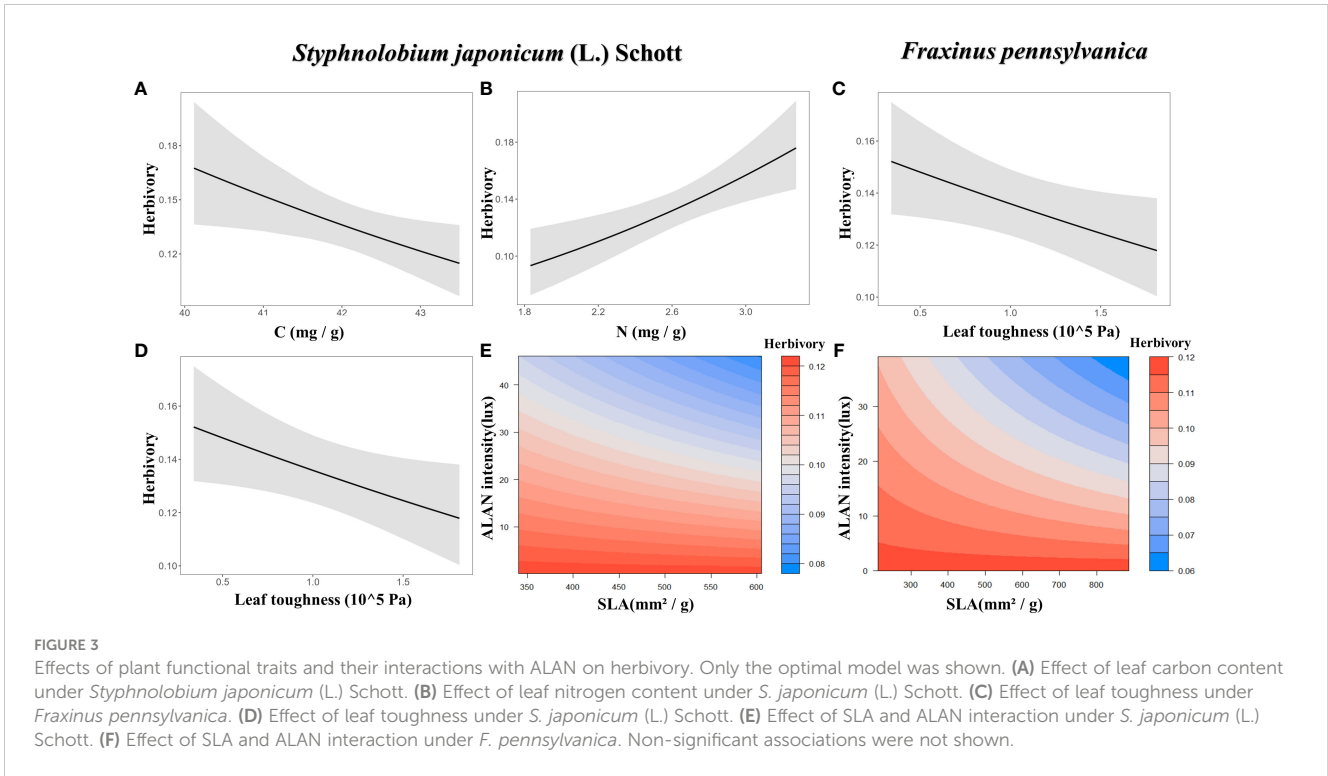 Styphnolobium japonicum (L.) Schott
Fraxinus pennsylvanica
A
Herbivory
0.18
0.15
0.12
40
41
42
43
C (mg / g)
B
Herbivory
0.18
0.14
0.10
1.8
2.2
2.6
3.0
N (mg / g)
C
Herbivory
0.16
0.14
0.12
0.10
0.5
1.0
1.5
Leaf toughness (10^5 Pa)
D
Herbivory
0.16
0.14
0.12
0.10
0.5
1.0
1.5
Leaf toughness (10^5 Pa)
E
ALAN intensity(lux)
40
30
20
10
350
400
450
500
550
600
SLA(mm² / g)
Herbivory
0.12
0.11
0.10
0.09
0.08
F
ALAN intensity(lux)
30
20
10
0
300
400
500
600
700
800
SLA(mm² / g)
Herbivory
0.12
0.11
0.10
0.09
0.08
0.07
0.06
FIGURE 3
Effects of plant functional traits and their interactions with ALAN on herbivory. Only the optimal model was shown. (A) Effect of leaf carbon content
under Styphnolobium japonicum (L.) Schott. (B) Effect of leaf nitrogen content under S. japonicum (L.) Schott. (C) Effect of leaf toughness under
Fraxinus pennsylvanica. (D) Effect of leaf toughness under S. japonicum (L.) Schott. (E) Effect of SLA and ALAN interaction under S. japonicum (L.)
Schott. (F) Effect of SLA and ALAN interaction under F. pennsylvanica. Non-significant associations were not shown.